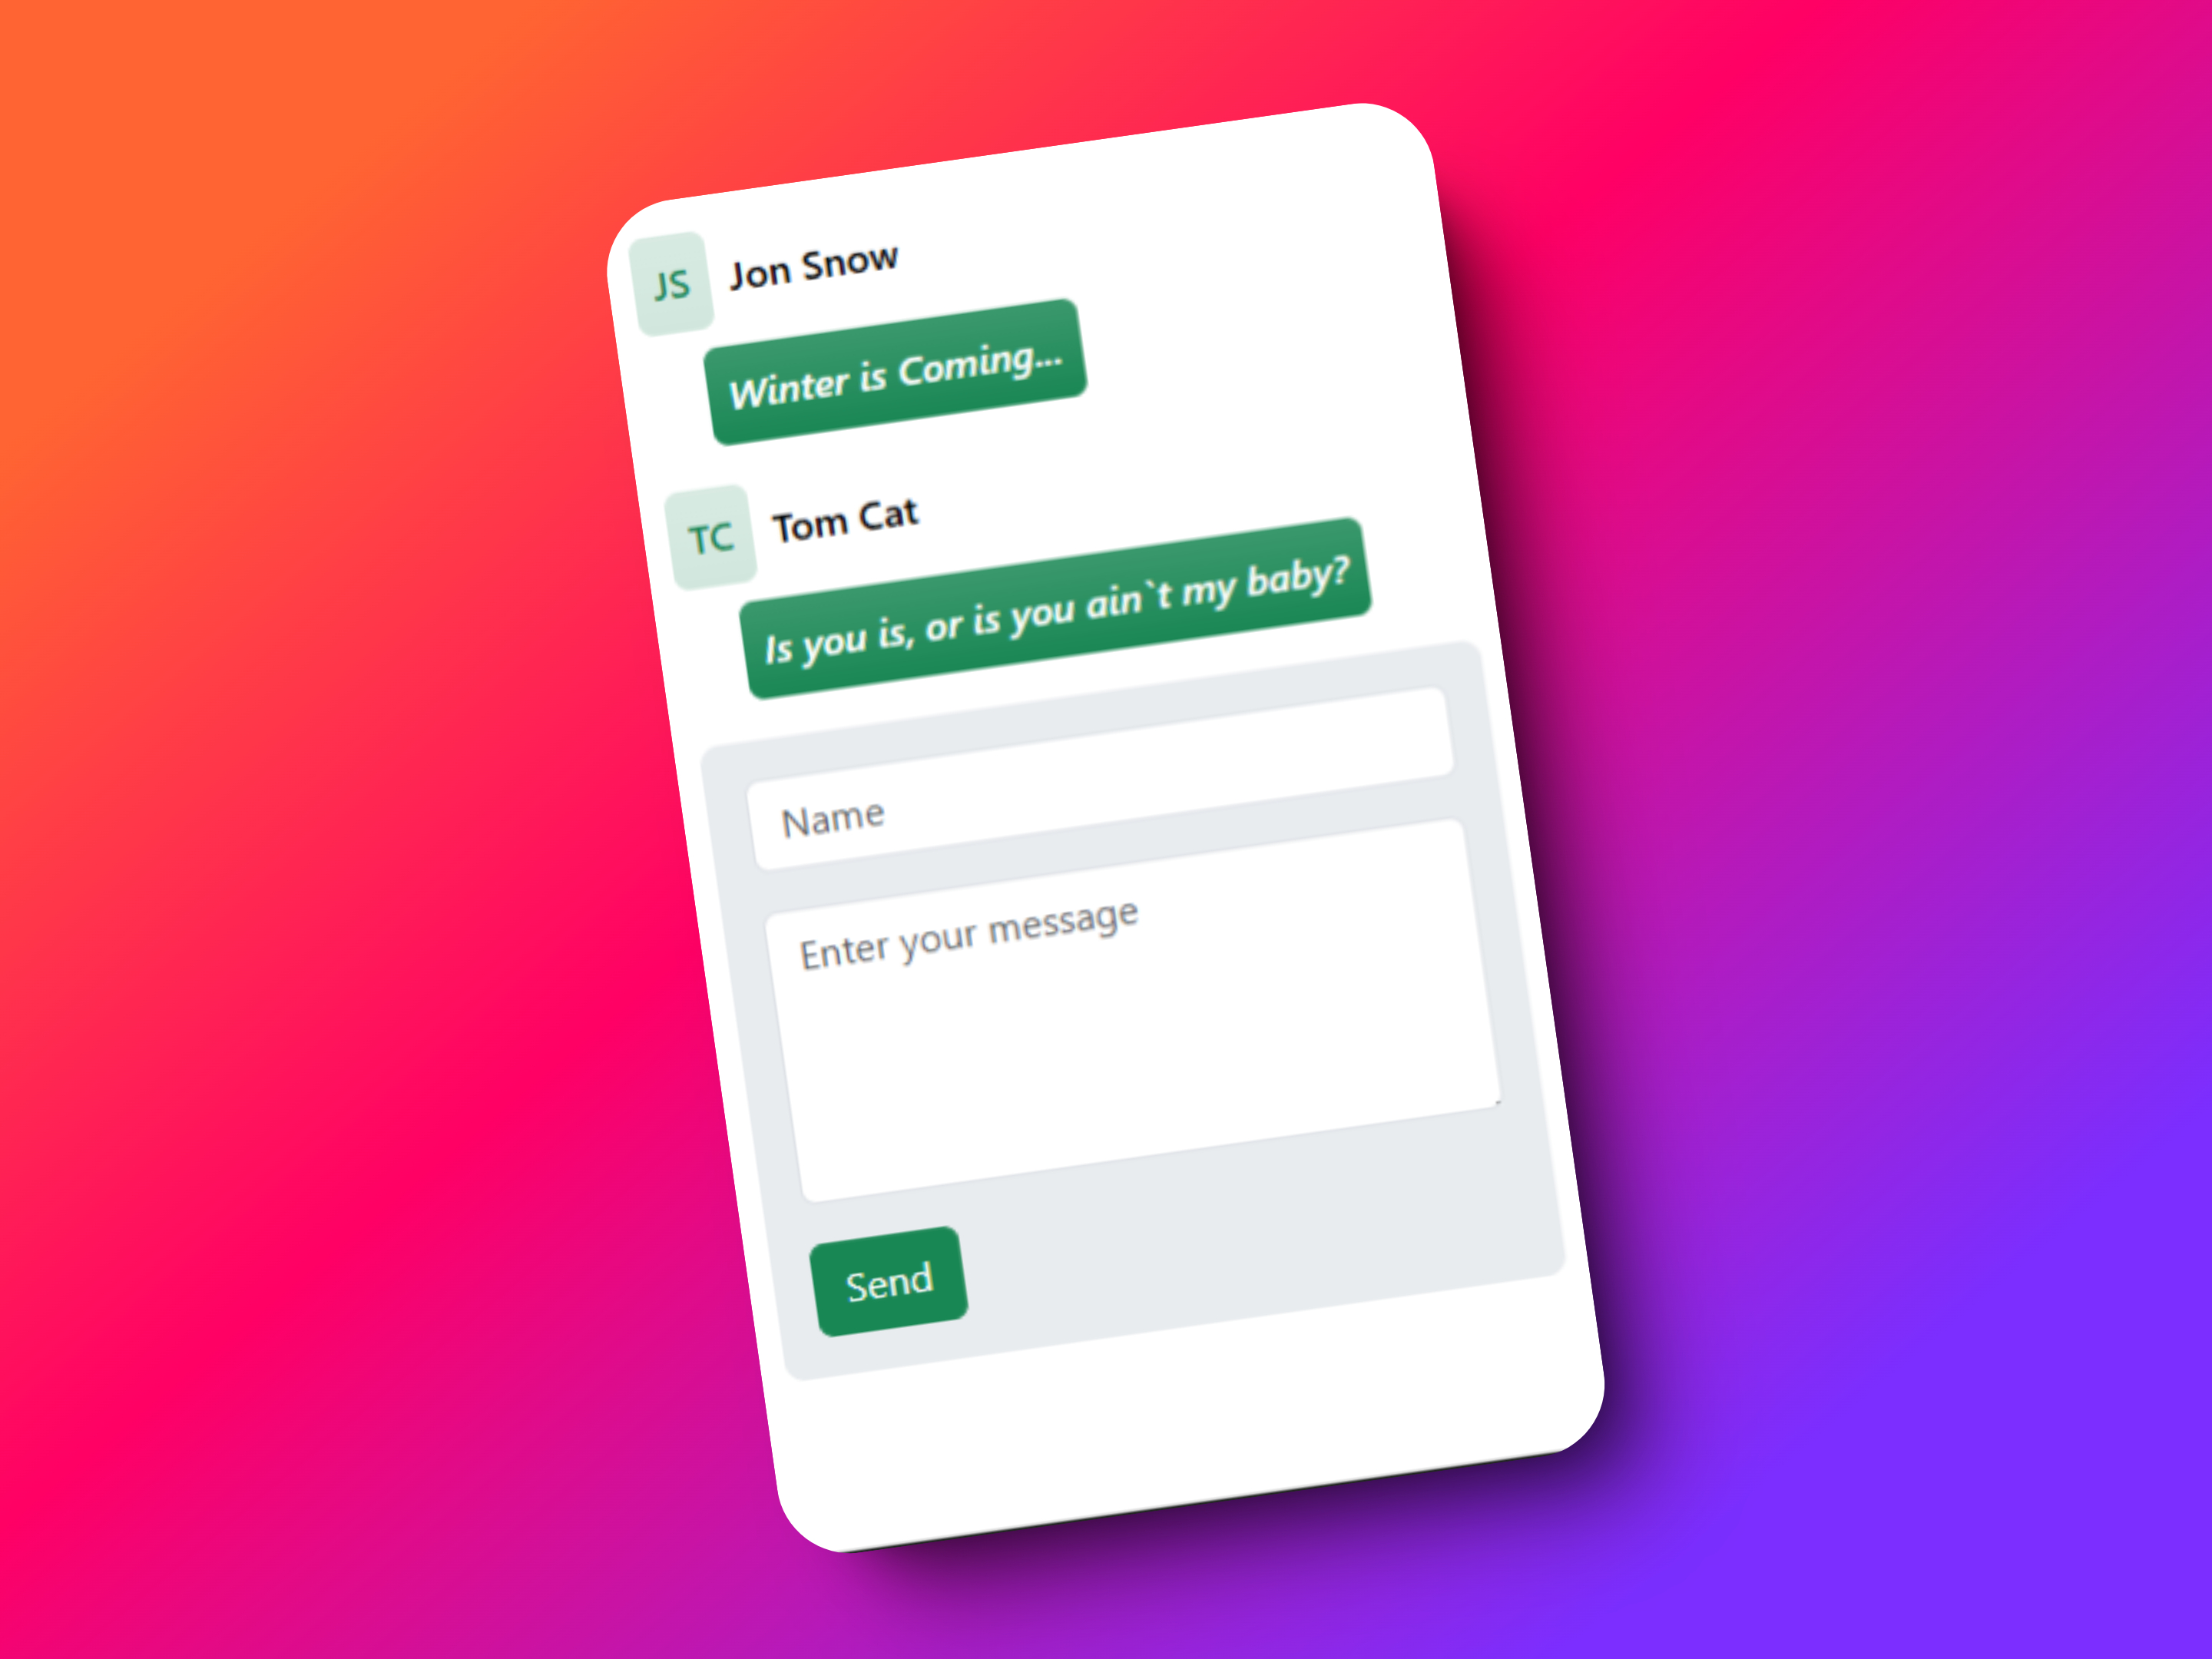 JS
Jon Snow
Winter is Coming...
TC
Tom Cat
Is you is, or is you ain`t my baby?
Name
Enter your message
Send